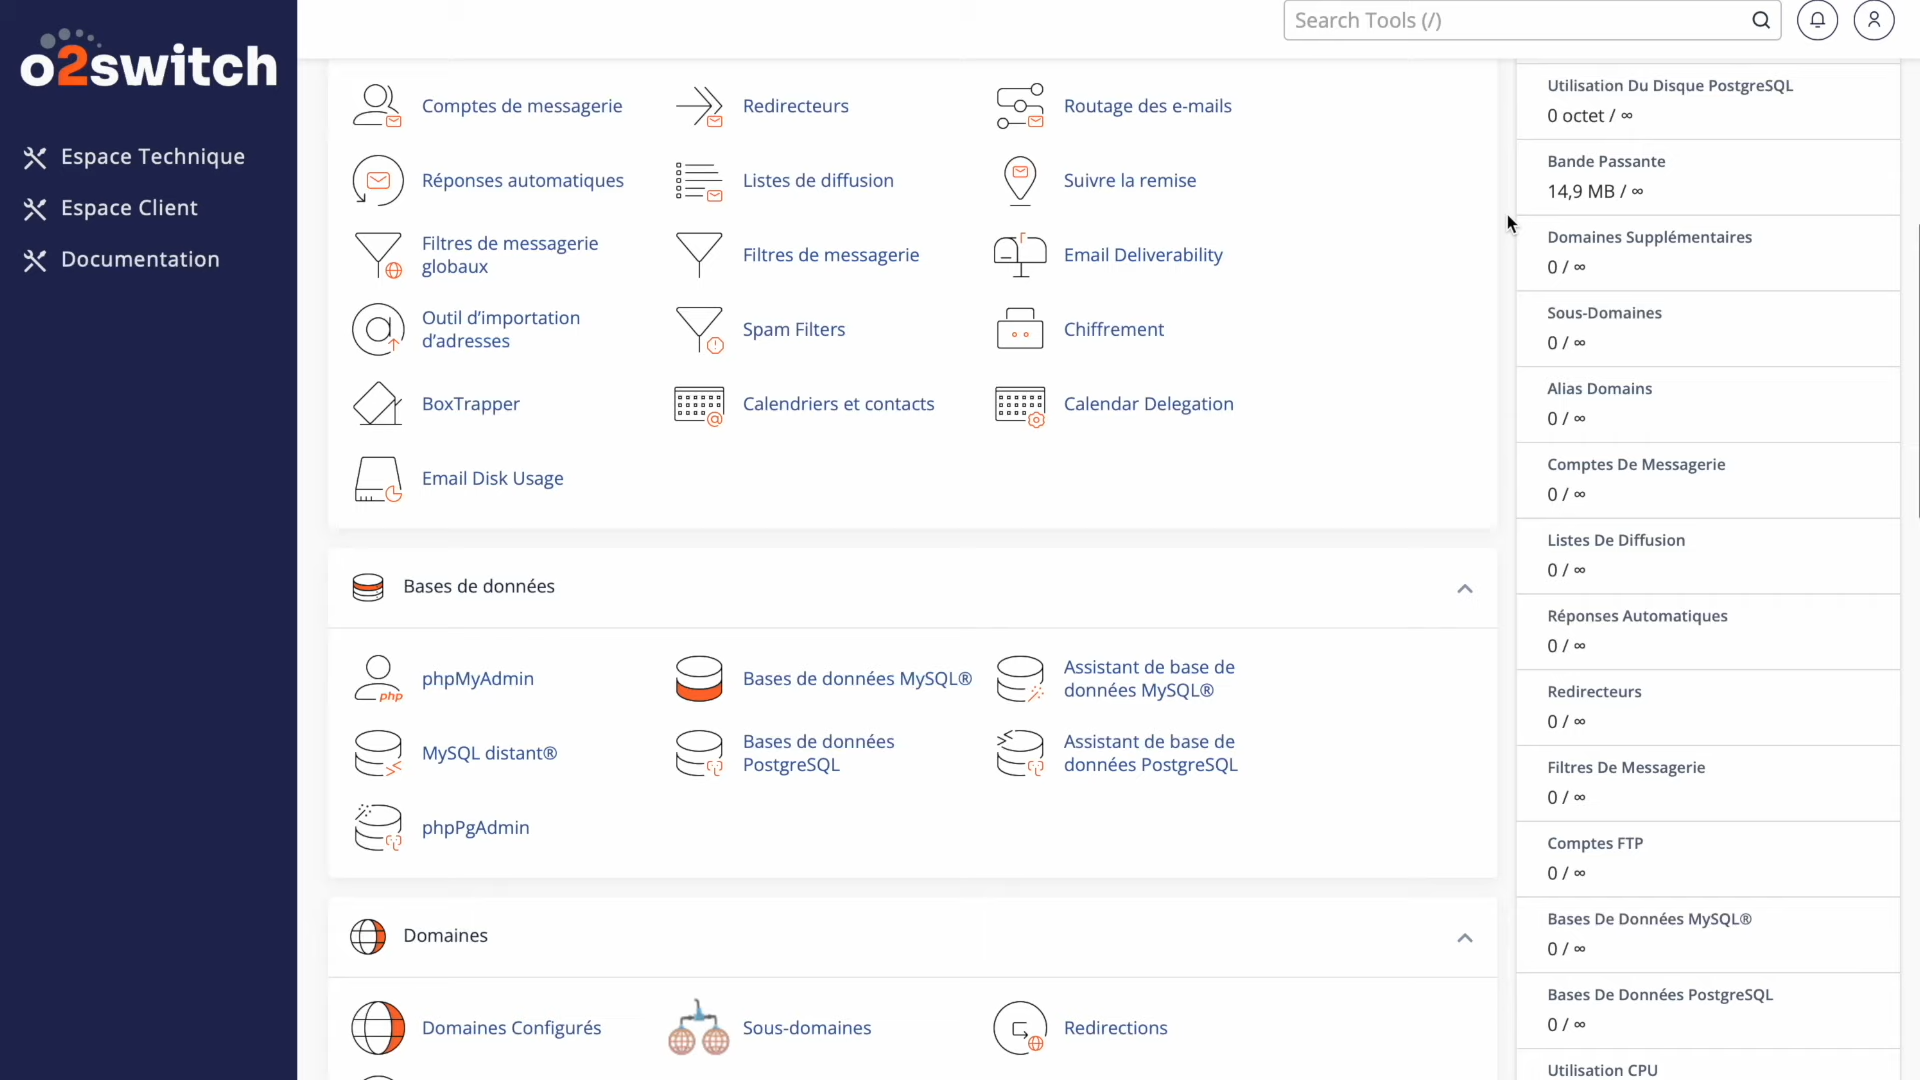 o2switch
Espace Technique
Espace Client
Documentation
Search Tools (/)
Comptes de messagerie
Redirecteurs
Routage des e-mails
Réponses automatiques
Listes de diffusion
Suivre la remise
Filtres de messagerie
globaux
Filtres de messagerie
Email Deliverability
Outil d’importation
d’adresses
Spam Filters
Chiffrement
BoxTrapper
Calendriers et contacts
Calendar Delegation
Email Disk Usage
Bases de données
php
phpMyAdmin
Bases de données MySQL®
Assistant de base de
données MySQL®
MySQL distant®
Bases de données
PostgreSQL
Assistant de base de
données PostgreSQL
phpPgAdmin
Domaines
Domaines Configurés
Sous-domaines
Redirections
Utilisation Du Disque PostgreSQL
0 octet / ∞
Bande Passante
14,9 MB / ∞
Domaines Supplémentaires
0 / ∞
Sous-Domaines
0 / ∞
Alias Domains
0 / ∞
Comptes De Messagerie
0 / ∞
Listes De Diffusion
0 / ∞
Réponses Automatiques
0 / ∞
Redirecteurs
0 / ∞
Filtres De Messagerie
0 / ∞
Comptes FTP
0 / ∞
Bases De Données MySQL®
0 / ∞
Bases De Données PostgreSQL
0 / ∞
Utilisation CPU